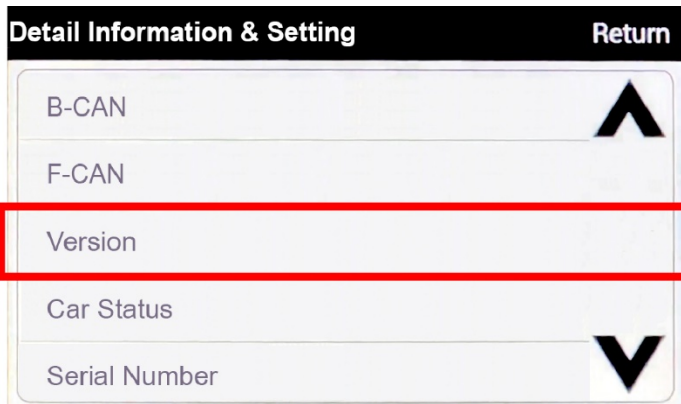 Detail Information & Setting Return
B-CAN
F-CAN
Version
Car Status
Serial Number